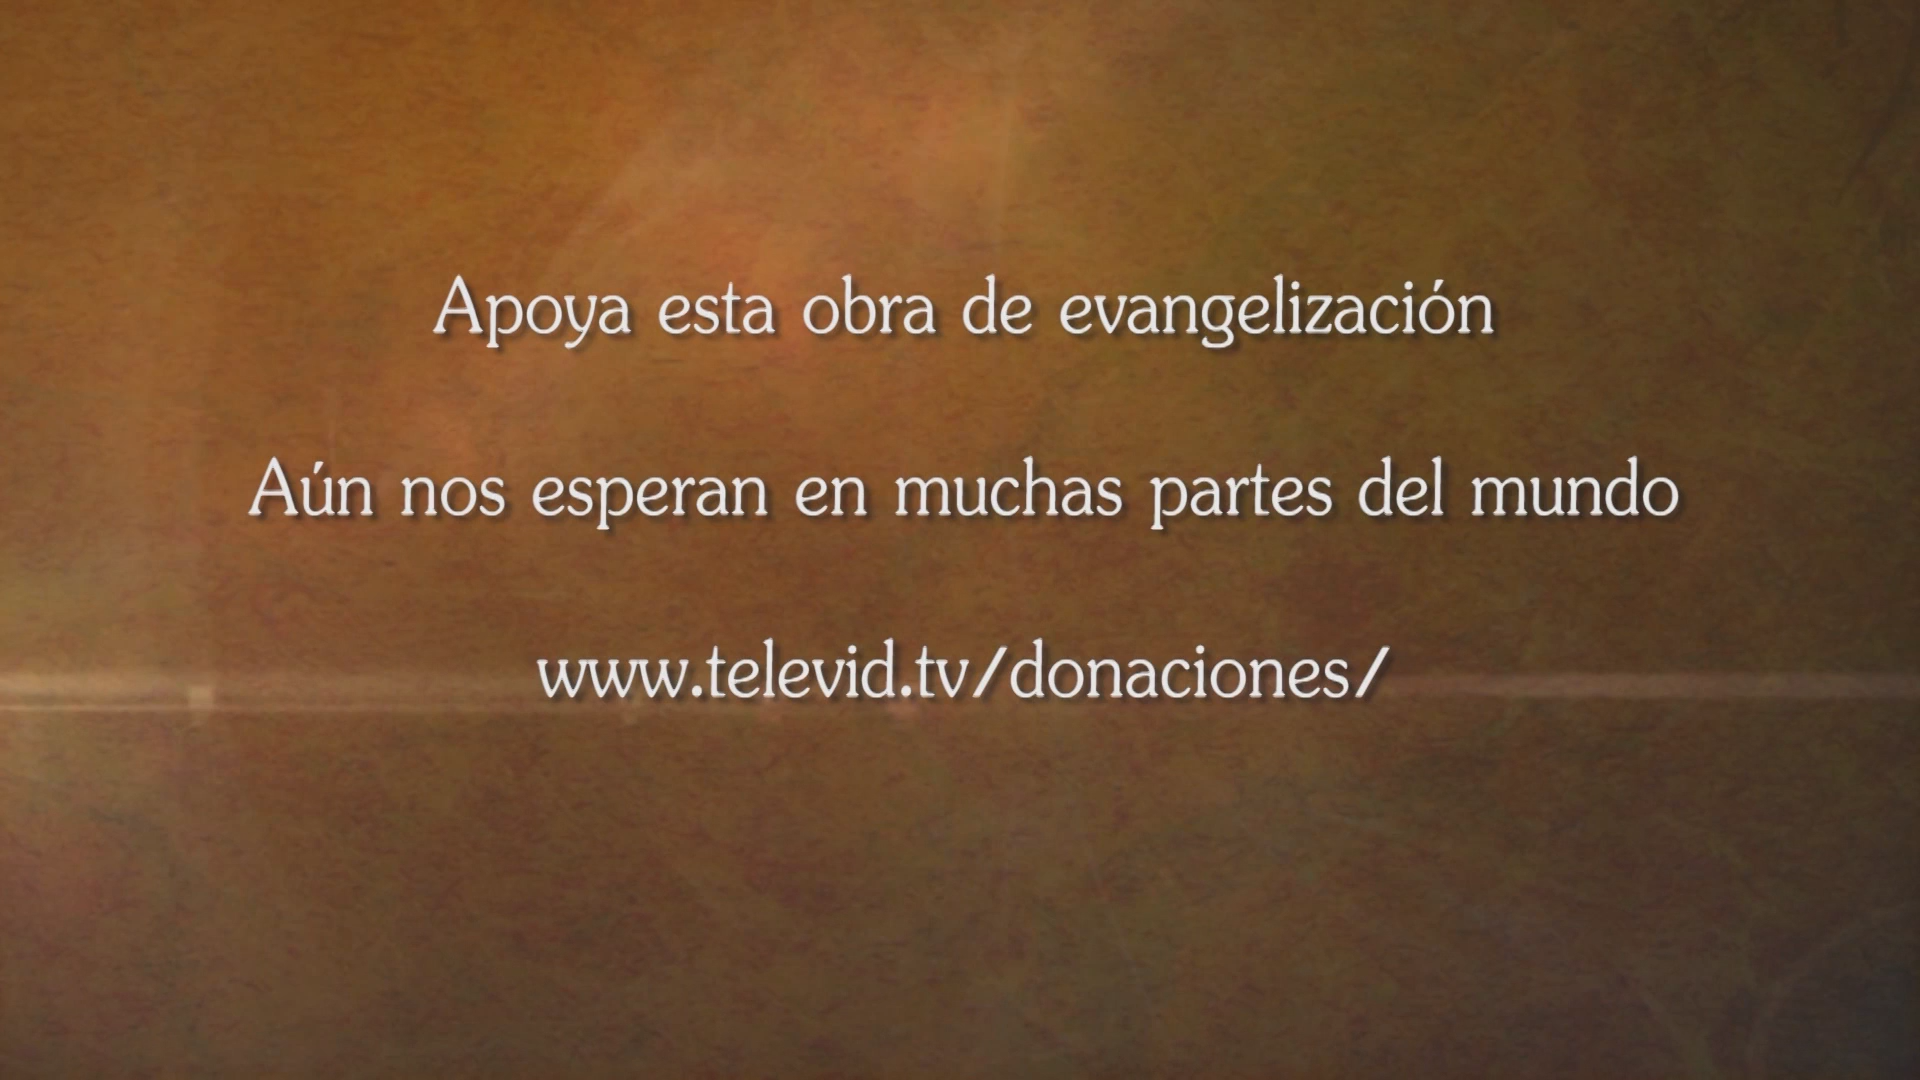 Apoya esta obra de evangelización
Aún nos esperan en muchas partes del mundo
www.televid.tv/donaciones/